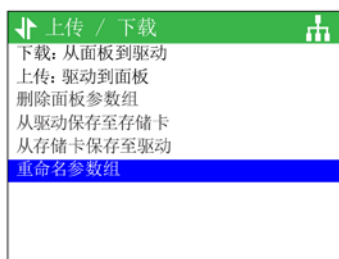 上传 / 下载
下载: 从面板到驱动
上传: 驱动到面板
删除面板参数组
从驱动保存至存储卡
从存储卡保存至驱动
重命名参数组